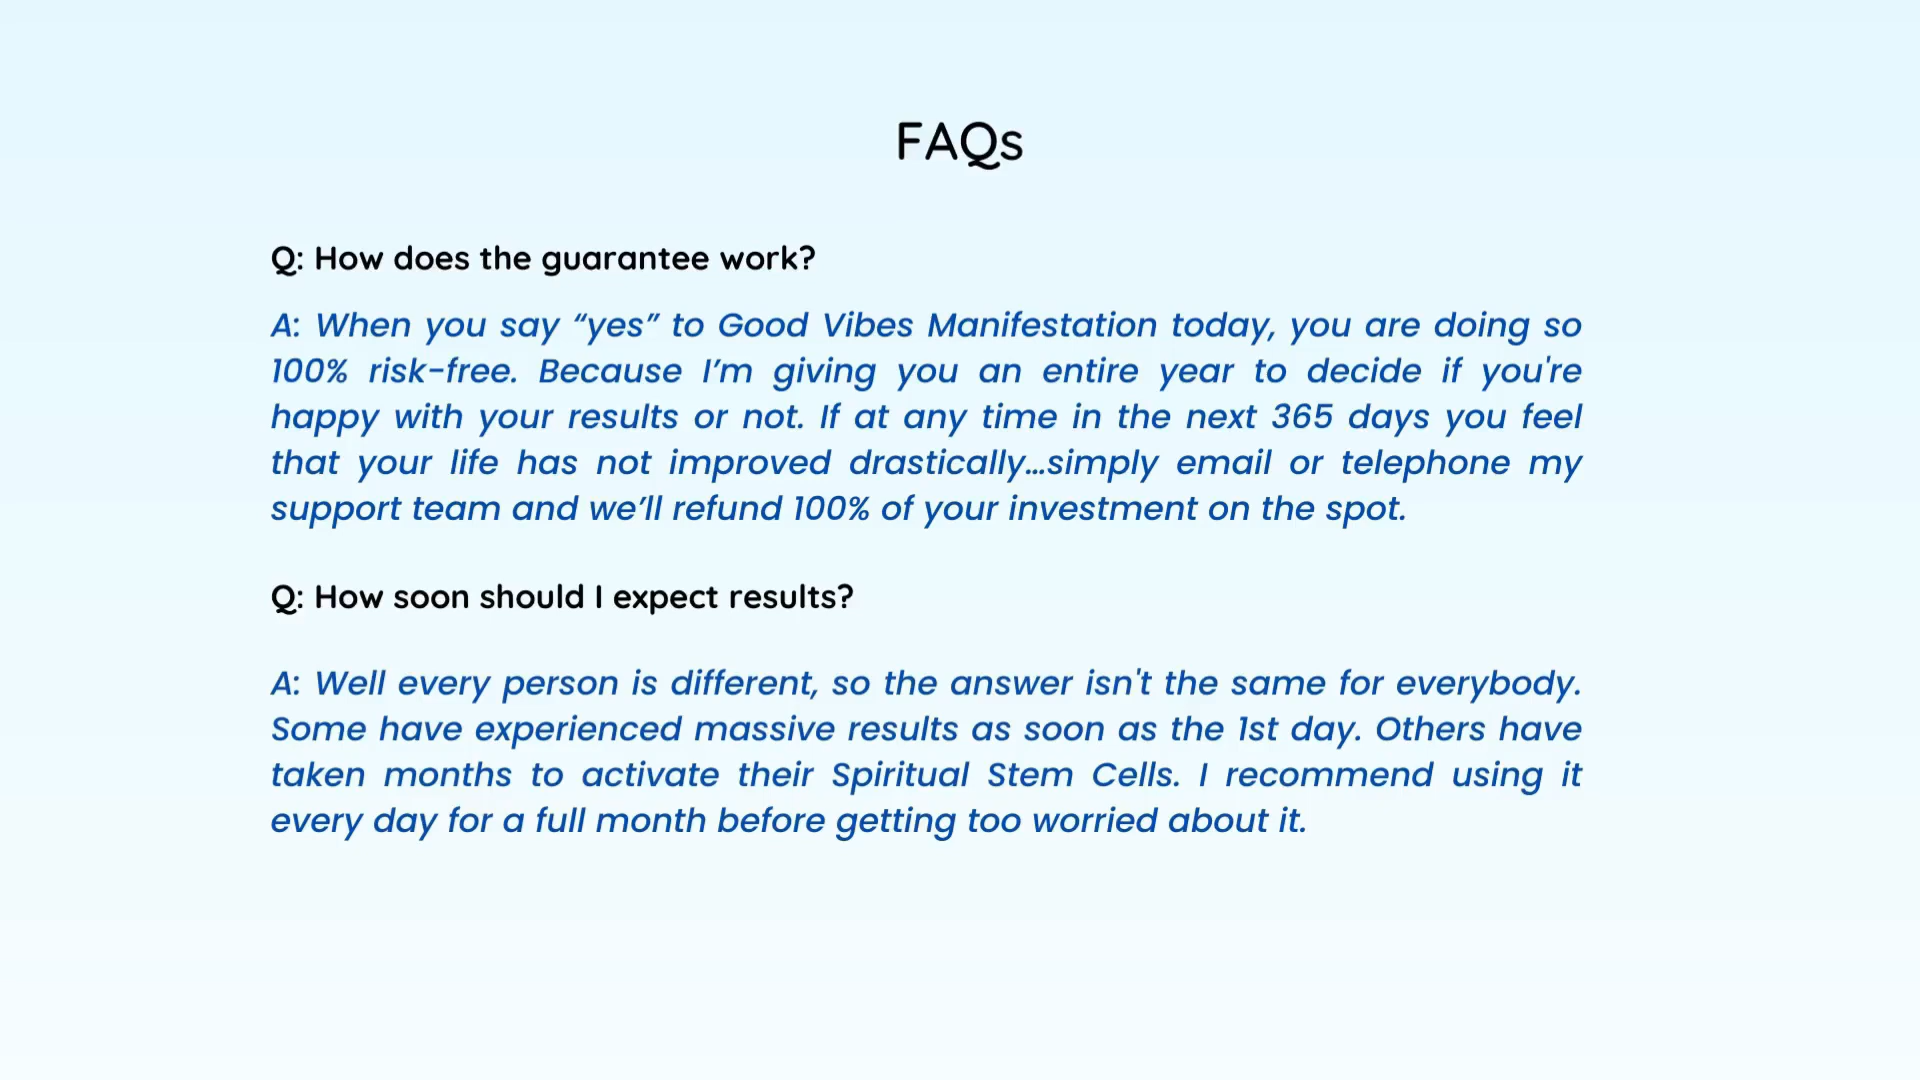 FAQs
Q: How does the guarantee work?
A: When you say “yes” to Good Vibes Manifestation today, you are doing so
100% risk-free. Because I’m giving you an entire year to decide if you're
happy with your results or not. If at any time in the next 365 days you feel
that your life has not improved drastically...simply email or telephone my
support team and we’ll refund 100% of your investment on the spot.
Q: How soon should I expect results?
A: Well every person is different, so the answer isn't the same for everybody.
Some have experienced massive results as soon as the 1st day. Others have
taken months to activate their Spiritual Stem Cells. I recommend using it
every day for a full month before getting too worried about it.